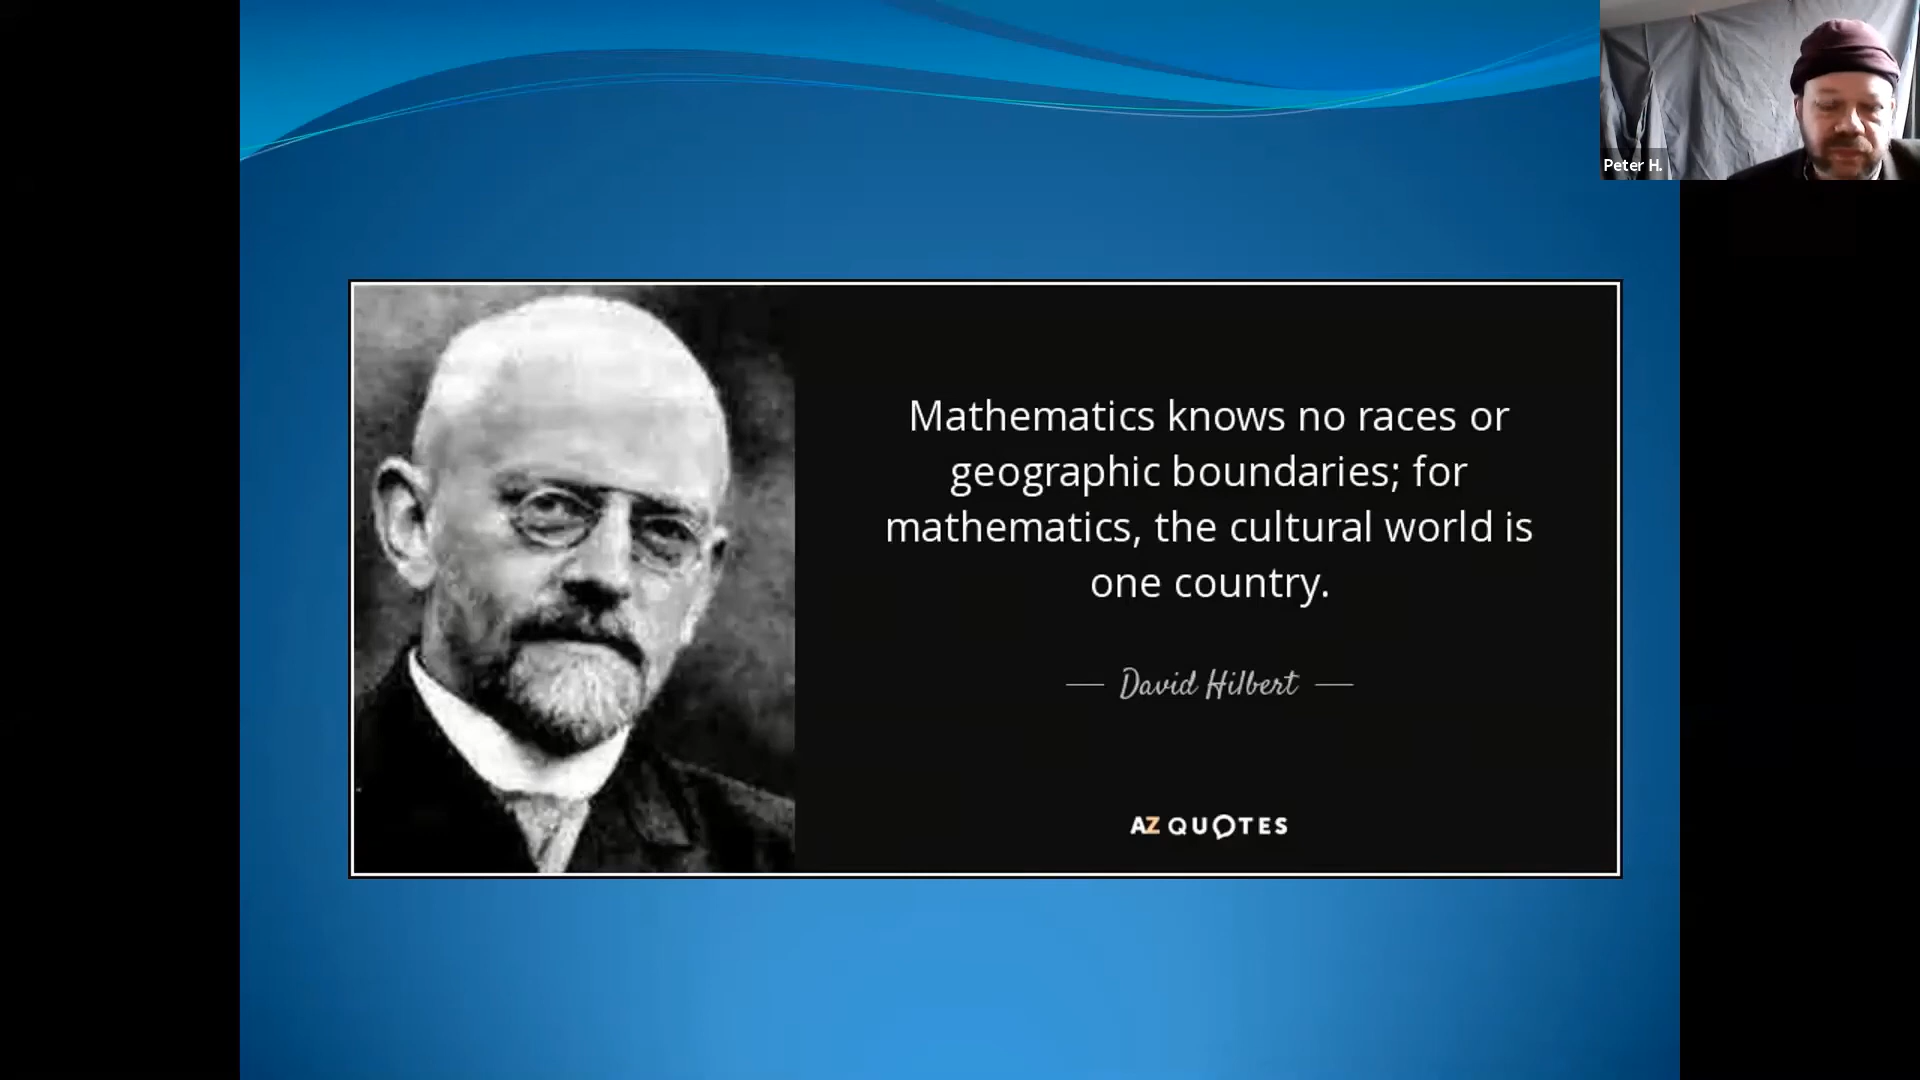 Peter H.
Mathematics knows no races or
geographic boundaries; for
mathematics, the cultural world is
one country.
— David Hilbert —
AZ QUOTES